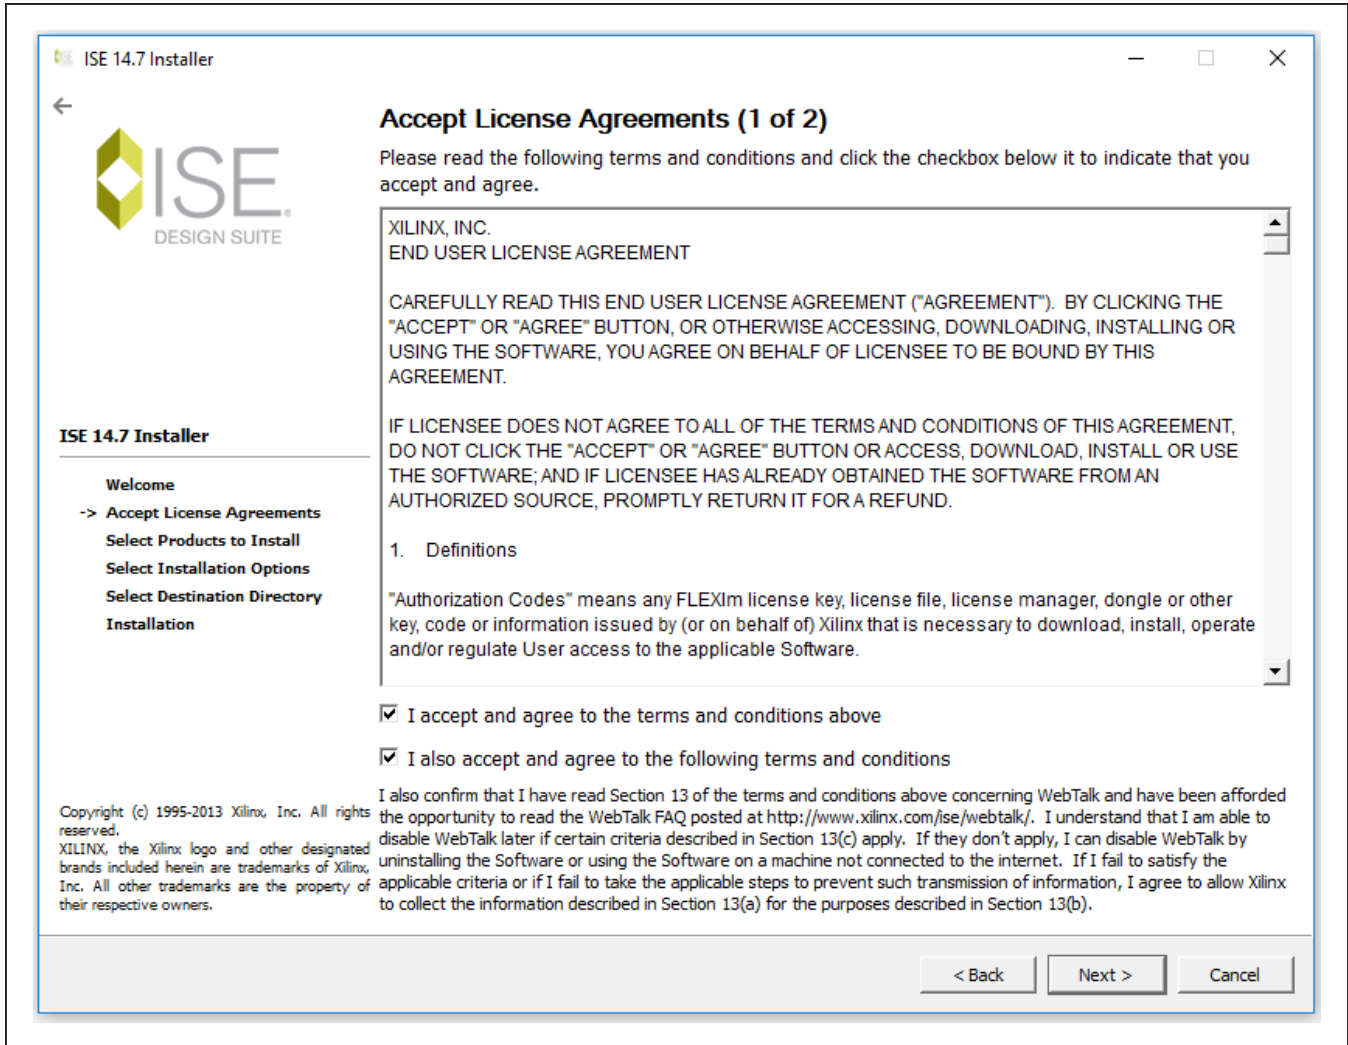 ISE 14.7 Installer
ISE.
DESIGN SUITE
ISE 14.7 Installer
Welcome
-> Accept License Agreements
Select Products to Install
Select Installation Options
Select Destination Directory
Installation
Copyright (c) 1995-2013 Xilinx, Inc. All rights
reserved.
XILINX, the Xilinx logo and other designated
brands included herein are trademarks of Xilinx,
Inc. All other trademarks are the property of
their respective owners.
Accept License Agreements (1 of 2)
Please read the following terms and conditions and click the checkbox below it to indicate that you
accept and agree.
XILINX, INC.
END USER LICENSE AGREEMENT
CAREFULLY READ THIS END USER LICENSE AGREEMENT ("AGREEMENT"). BY CLICKING THE
"ACCEPT" OR "AGREE" BUTTON, OR OTHERWISE ACCESSING, DOWNLOADING, INSTALLING OR
USING THE SOFTWARE, YOU AGREE ON BEHALF OF LICENSEE TO BE BOUND BY THIS
AGREEMENT.
IF LICENSEE DOES NOT AGREE TO ALL OF THE TERMS AND CONDITIONS OF THIS AGREEMENT,
DO NOT CLICK THE "ACCEPT" OR "AGREE" BUTTON OR ACCESS, DOWNLOAD, INSTALL OR USE
THE SOFTWARE; AND IF LICENSEE HAS ALREADY OBTAINED THE SOFTWARE FROM AN
AUTHORIZED SOURCE, PROMPTLY RETURN IT FOR A REFUND.
1. Definitions
"Authorization Codes" means any FLEXlm license key, license file, license manager, dongle or other
key, code or information issued by (or on behalf of) Xilinx that is necessary to download, install, operate
and/or regulate User access to the applicable Software.
I accept and agree to the terms and conditions above
I also accept and agree to the following terms and conditions
I also confirm that I have read Section 13 of the terms and conditions above concerning WebTalk and have been afforded
the opportunity to read the WebTalk FAQ posted at http://www.xilinx.com/ise/webtalk/. I understand that I am able to
disable WebTalk later if certain criteria described in Section 13(c) apply. If they don't apply, I can disable WebTalk by
uninstalling the Software or using the Software on a machine not connected to the internet. If I fail to satisfy the
applicable criteria or if I fail to take the applicable steps to prevent such transmission of information, I agree to allow Xilinx
to collect the information described in Section 13(a) for the purposes described in Section 13(b).
< Back
Next >
Cancel